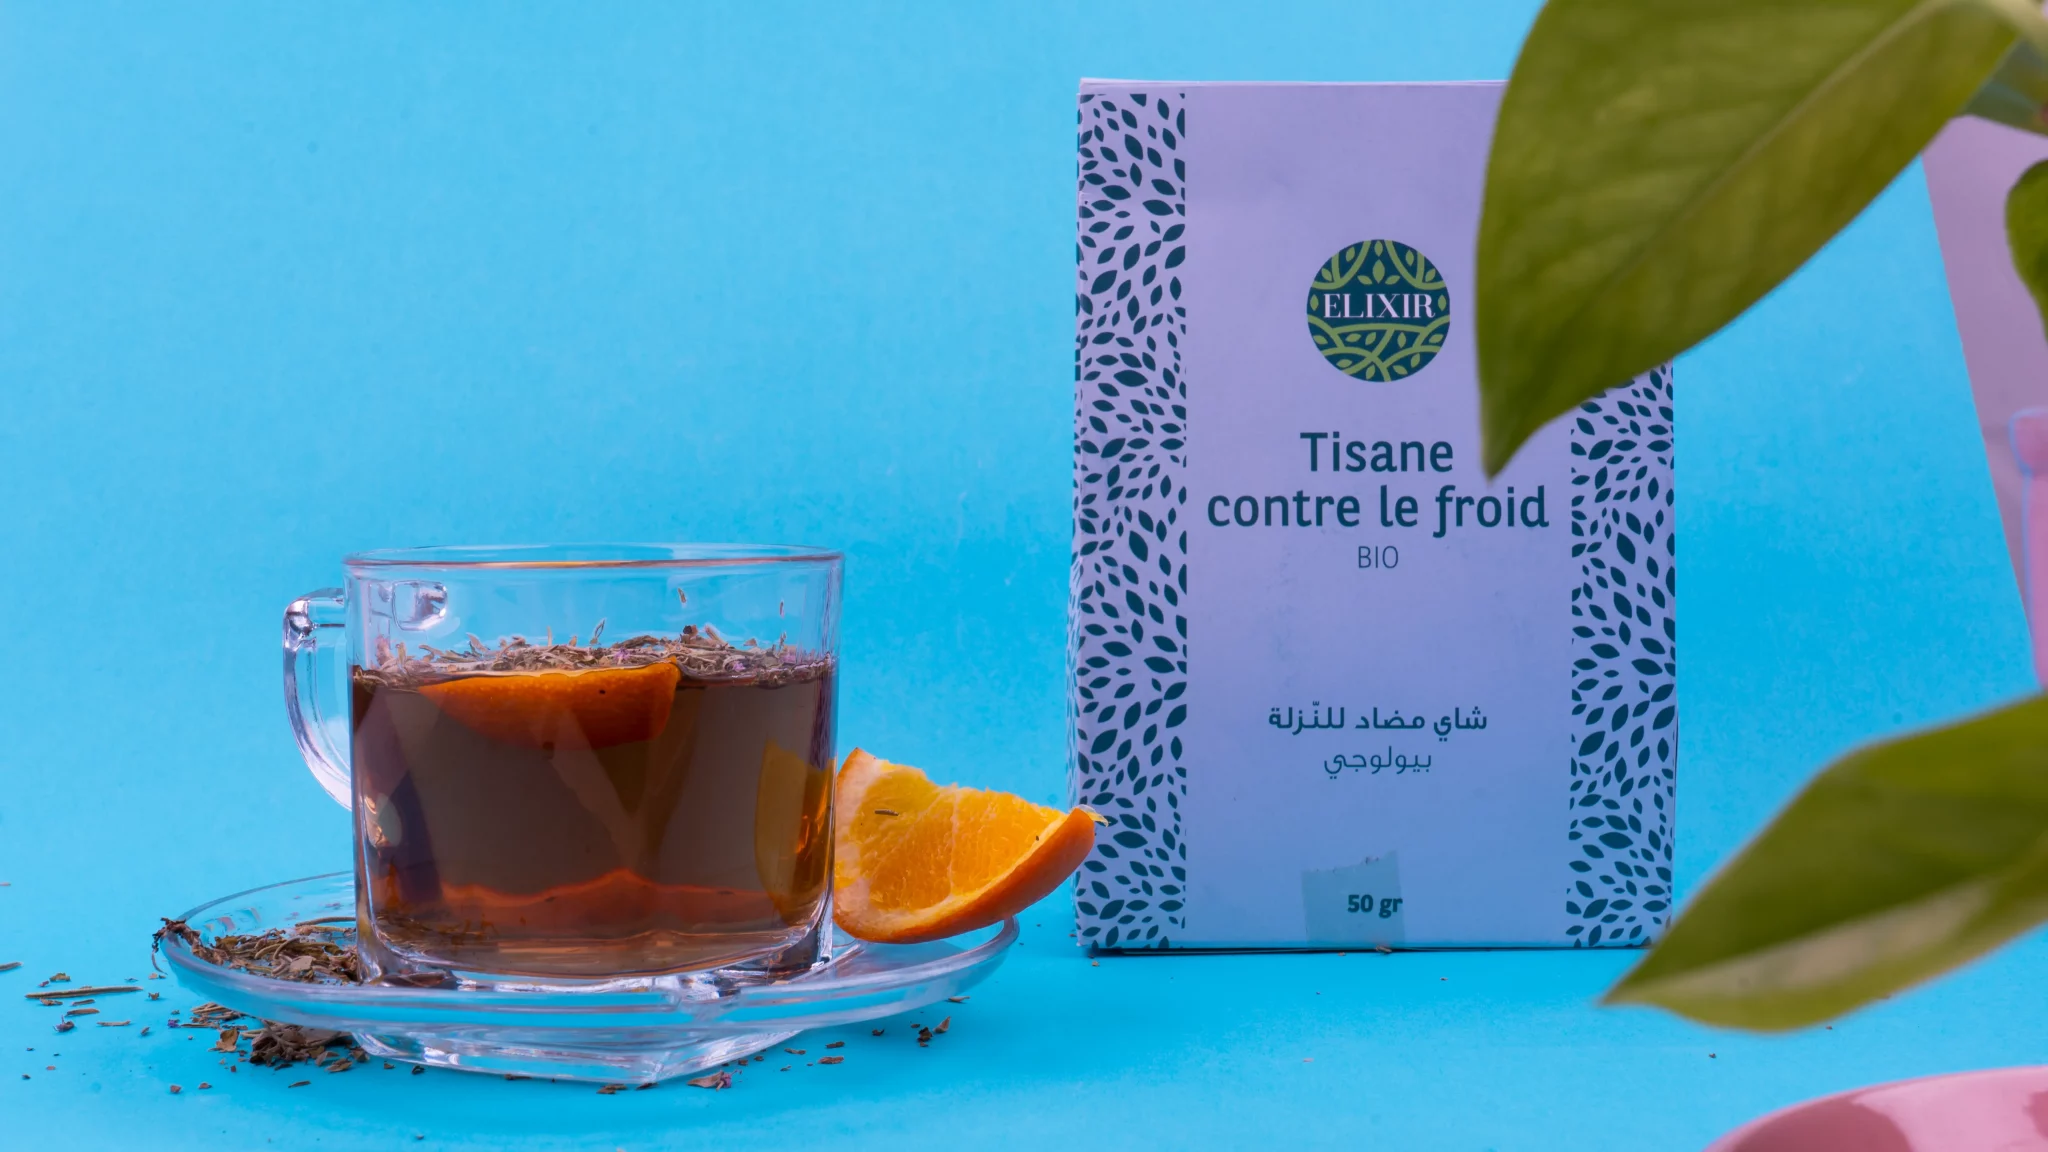 ELIXIR
Tisane
contre le froid
BIO
شاي مضاد للنّزلة
بيولوجي
50 gr